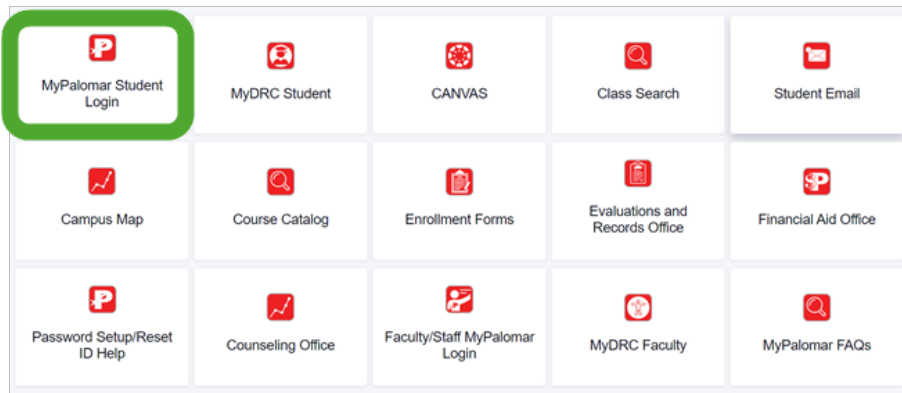 MyPalomar Student
Login
MyDRC Student
CANVAS
Class Search
Student Email
Campus Map
Course Catalog
Enrollment Forms
Evaluations and
Records Office
Financial Aid Office
Password Setup/Reset
ID Help
Counseling Office
Faculty/Staff MyPalomar
Login
MyDRC Faculty
MyPalomar FAQs